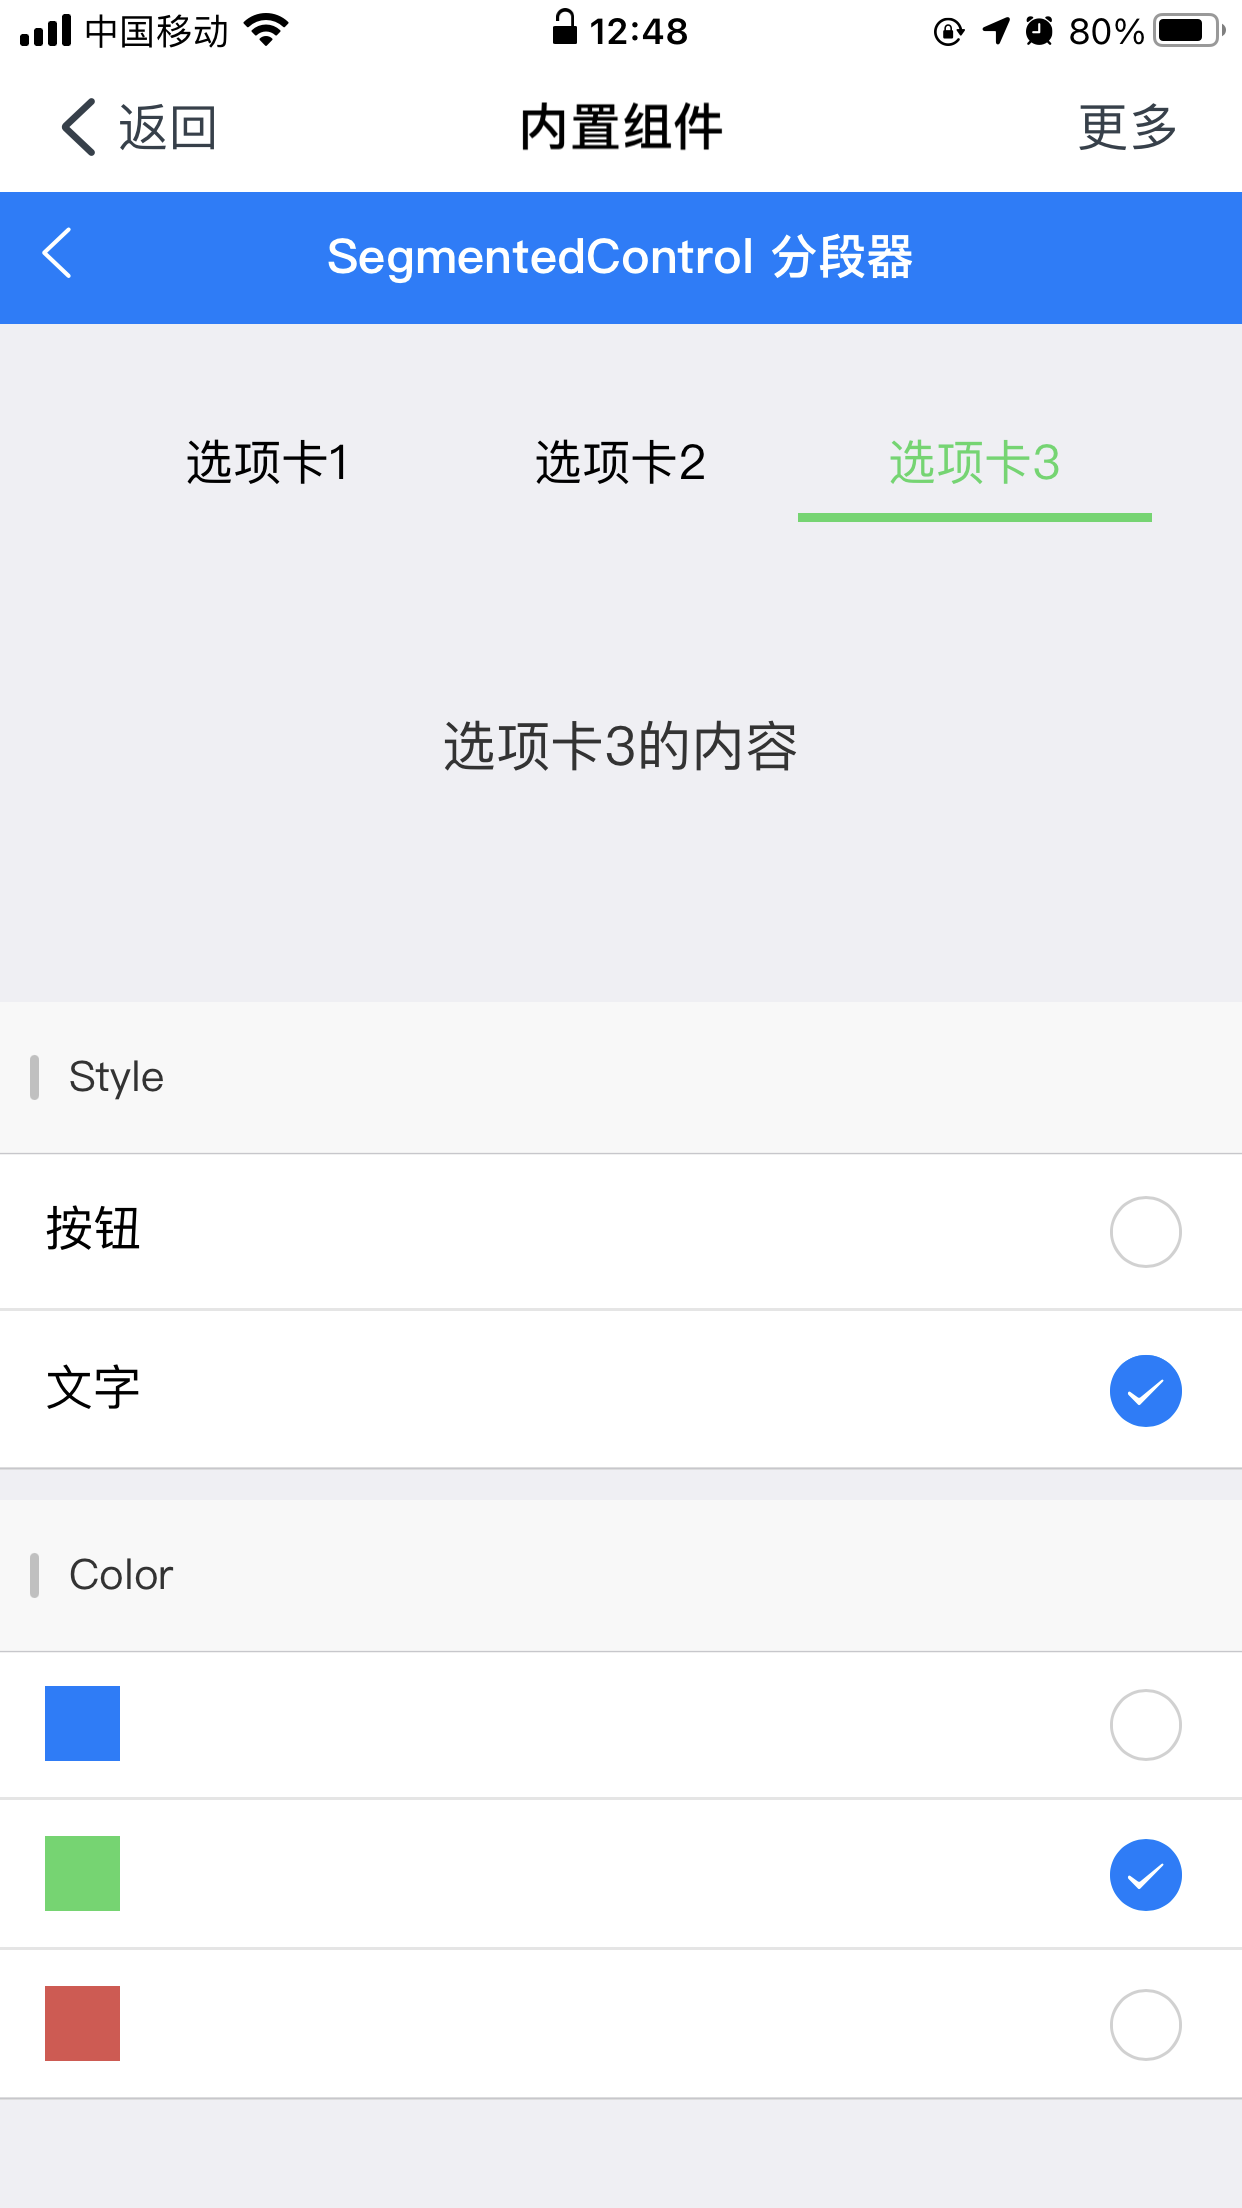 中国移动 12:48 80%
返回 内置组件 更多
SegmentedControl 分段器
选项卡1 选项卡2 选项卡3
选项卡3的内容
Style
按钮
文字
Color